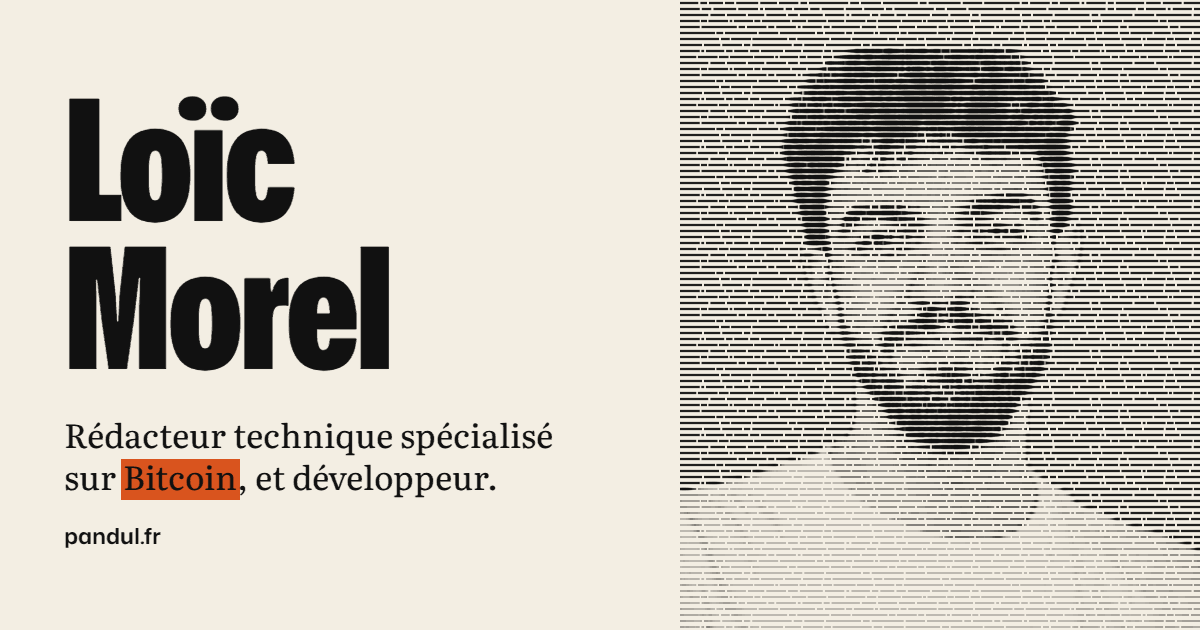 Loïc
Morel
Rédacteur technique spécialisé
sur Bitcoin, et développeur.
pandul.fr